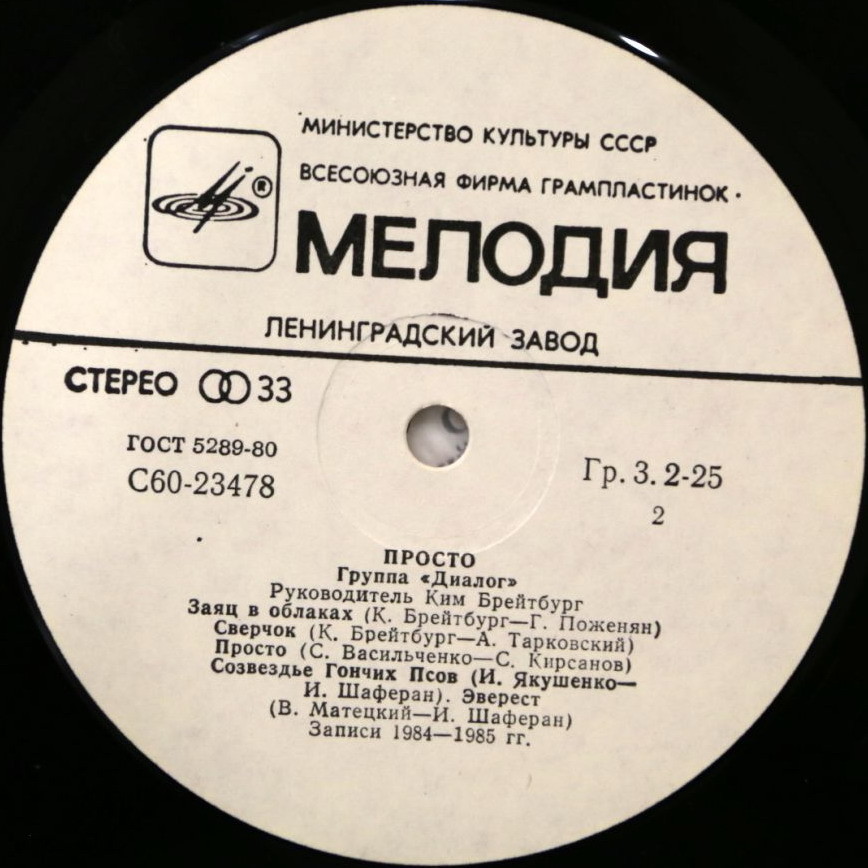 МИНИСТЕРСТВО КУЛЬТУРЫ СССР
ВСЕСОЮЗНАЯ ФИРМА ГРАМПЛАСТИНОК
®
МЕЛОДИЯ
ЛЕНИНГРАДСКИЙ ЗАВОД
СТЕРЕО 33
ГОСТ 5289-80
С60-23478
Гр. 3. 2-25
2
ПРОСТО
Группа «Диалог»
Руководитель Ким Брейтбург
Заяц в облаках (К. Брейтбург—Г. Поженян)
Сверчок (К. Брейтбург—А. Тарковский)
Просто (С. Васильченко—С. Кирсанов)
Созвездье Гончих Псов (И. Якушенко—
И. Шаферан). Эверест
(В. Матецкий—И. Шаферан)
Записи 1984—1985 гг.